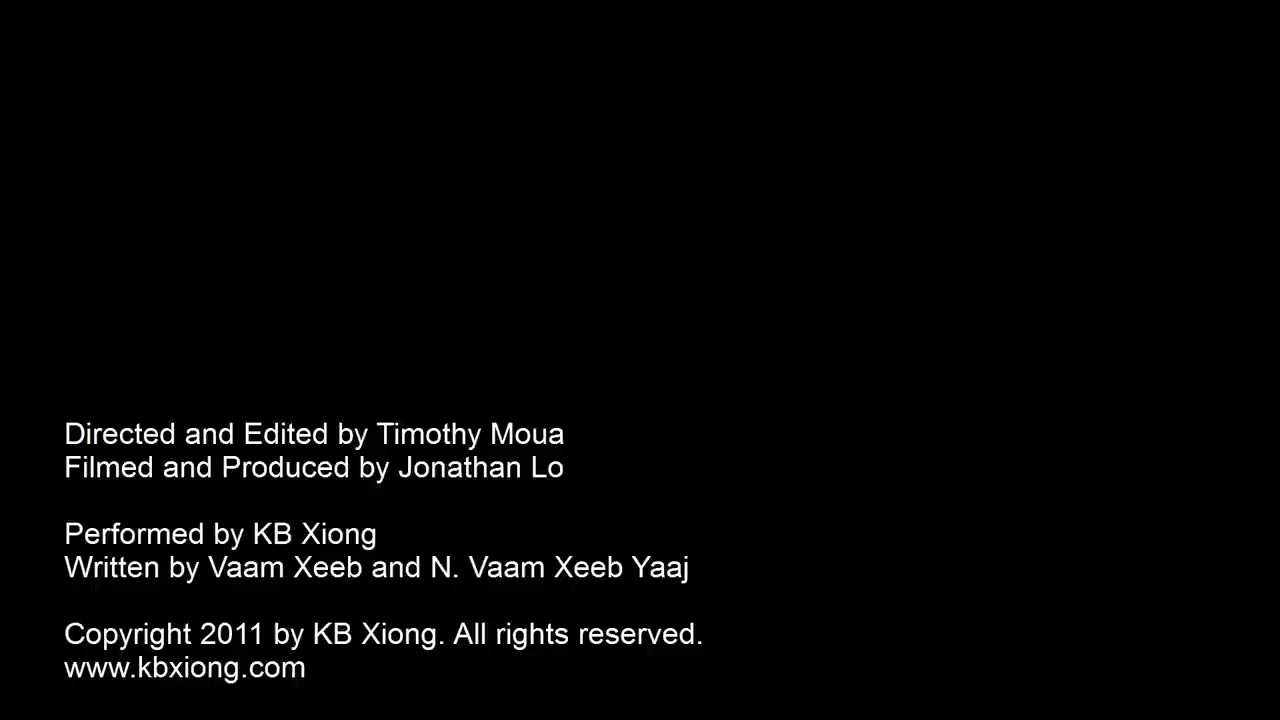 Directed and Edited by Timothy Moua
Filmed and Produced by Jonathan Lo
Performed by KB Xiong
Written by Vaam Xeeb and N. Vaam Xeeb Yaaj
Copyright 2011 by KB Xiong. All rights reserved.
www.kbxiong.com